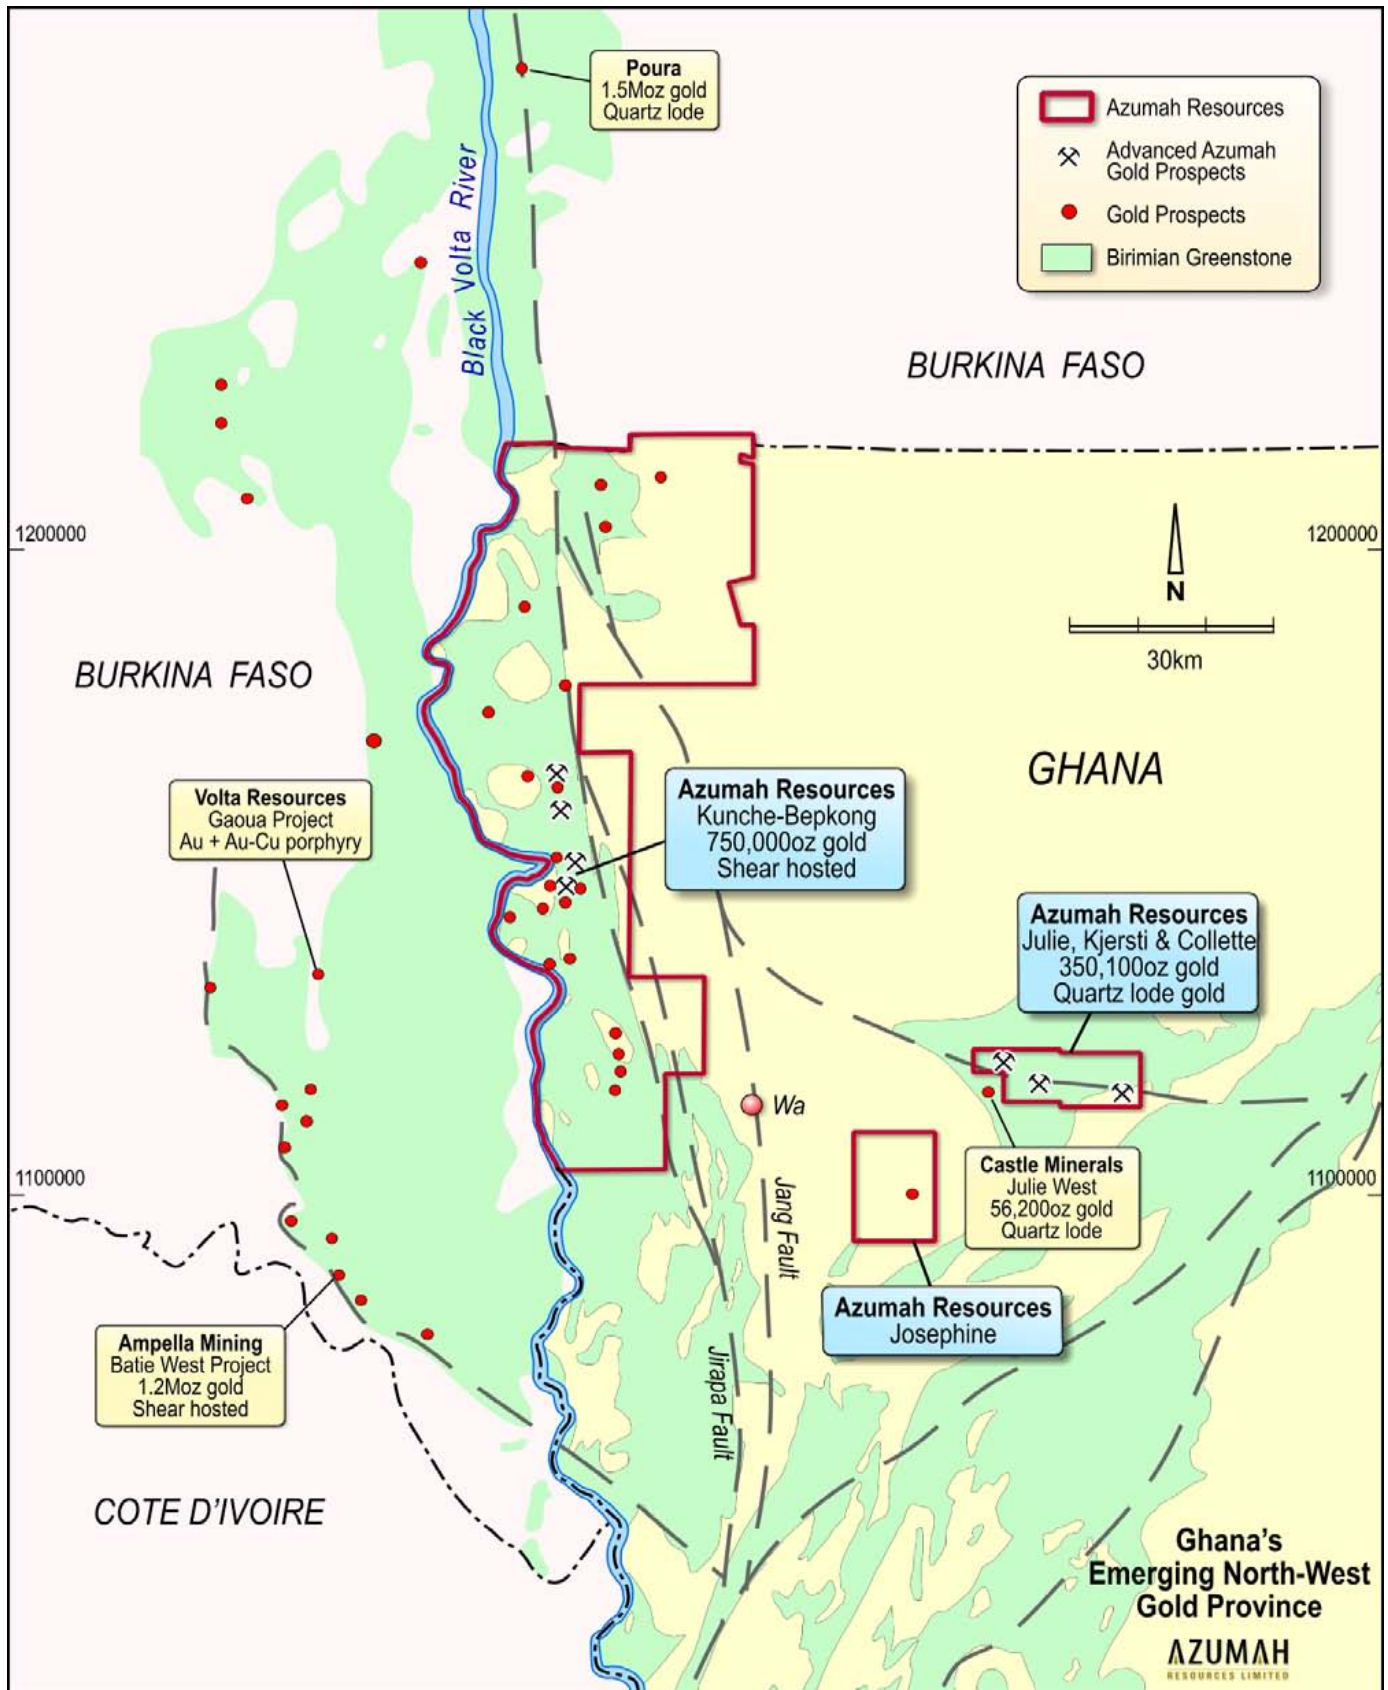 Poura
1.5Moz gold
Quartz lode
Azumah Resources
Advanced Azumah
Gold Prospects
Gold Prospects
Birimian Greenstone
Black Volta River
BURKINA FASO
1200000
1200000
N
30km
BURKINA FASO
GHANA
Volta Resources
Gaoua Project
Au + Au-Cu porphyry
Azumah Resources
Kunche-Bepkong
750,000oz gold
Shear hosted
Azumah Resources
Julie, Kjersti & Collette
350,100oz gold
Quartz lode gold
Wa
Castle Minerals
Julie West
56,200oz gold
Quartz lode
1100000
1100000
Jang Fault
Azumah Resources
Josephine
Ampella Mining
Batie West Project
1.2Moz gold
Shear hosted
Jirapa Fault
COTE D'IVOIRE
Ghana's
Emerging North-West
Gold Province
AZUMAH
RESOURCES LIMITED